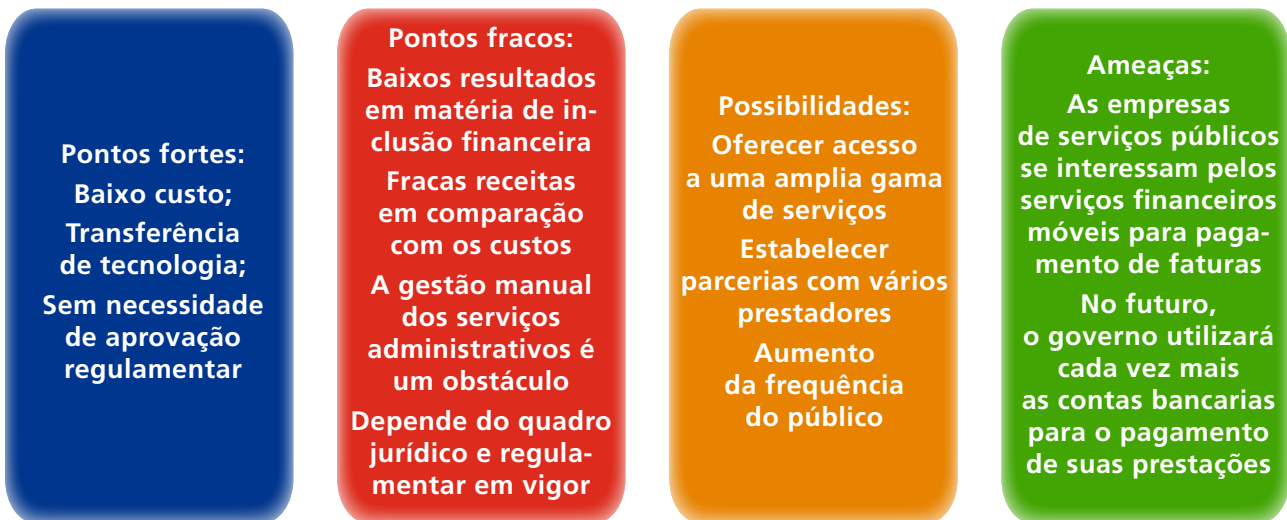 Pontos fortes:
Baixo custo;
Transferência
de tecnologia;
Sem necessidade
de aprovação
regulamentar
Pontos fracos:
Baixos resultados
em matéria de in-
clusão financeira
Fracas receitas
em comparação
com os custos
A gestão manual
dos serviços
administrativos é
um obstáculo
Depende do quadro
jurídico e regula-
mentar em vigor
Possibilidades:
Oferecer acesso
a uma amplia gama
de serviços
Estabelecer
parcerias com vários
prestadores
Aumento
da frequência
do público
Ameaças:
As empresas
de serviços públicos
se interessam pelos
serviços financeiros
móveis para paga-
mento de faturas
No futuro,
o governo utilizará
cada vez mais
as contas bancarias
para o pagamento
de suas prestações